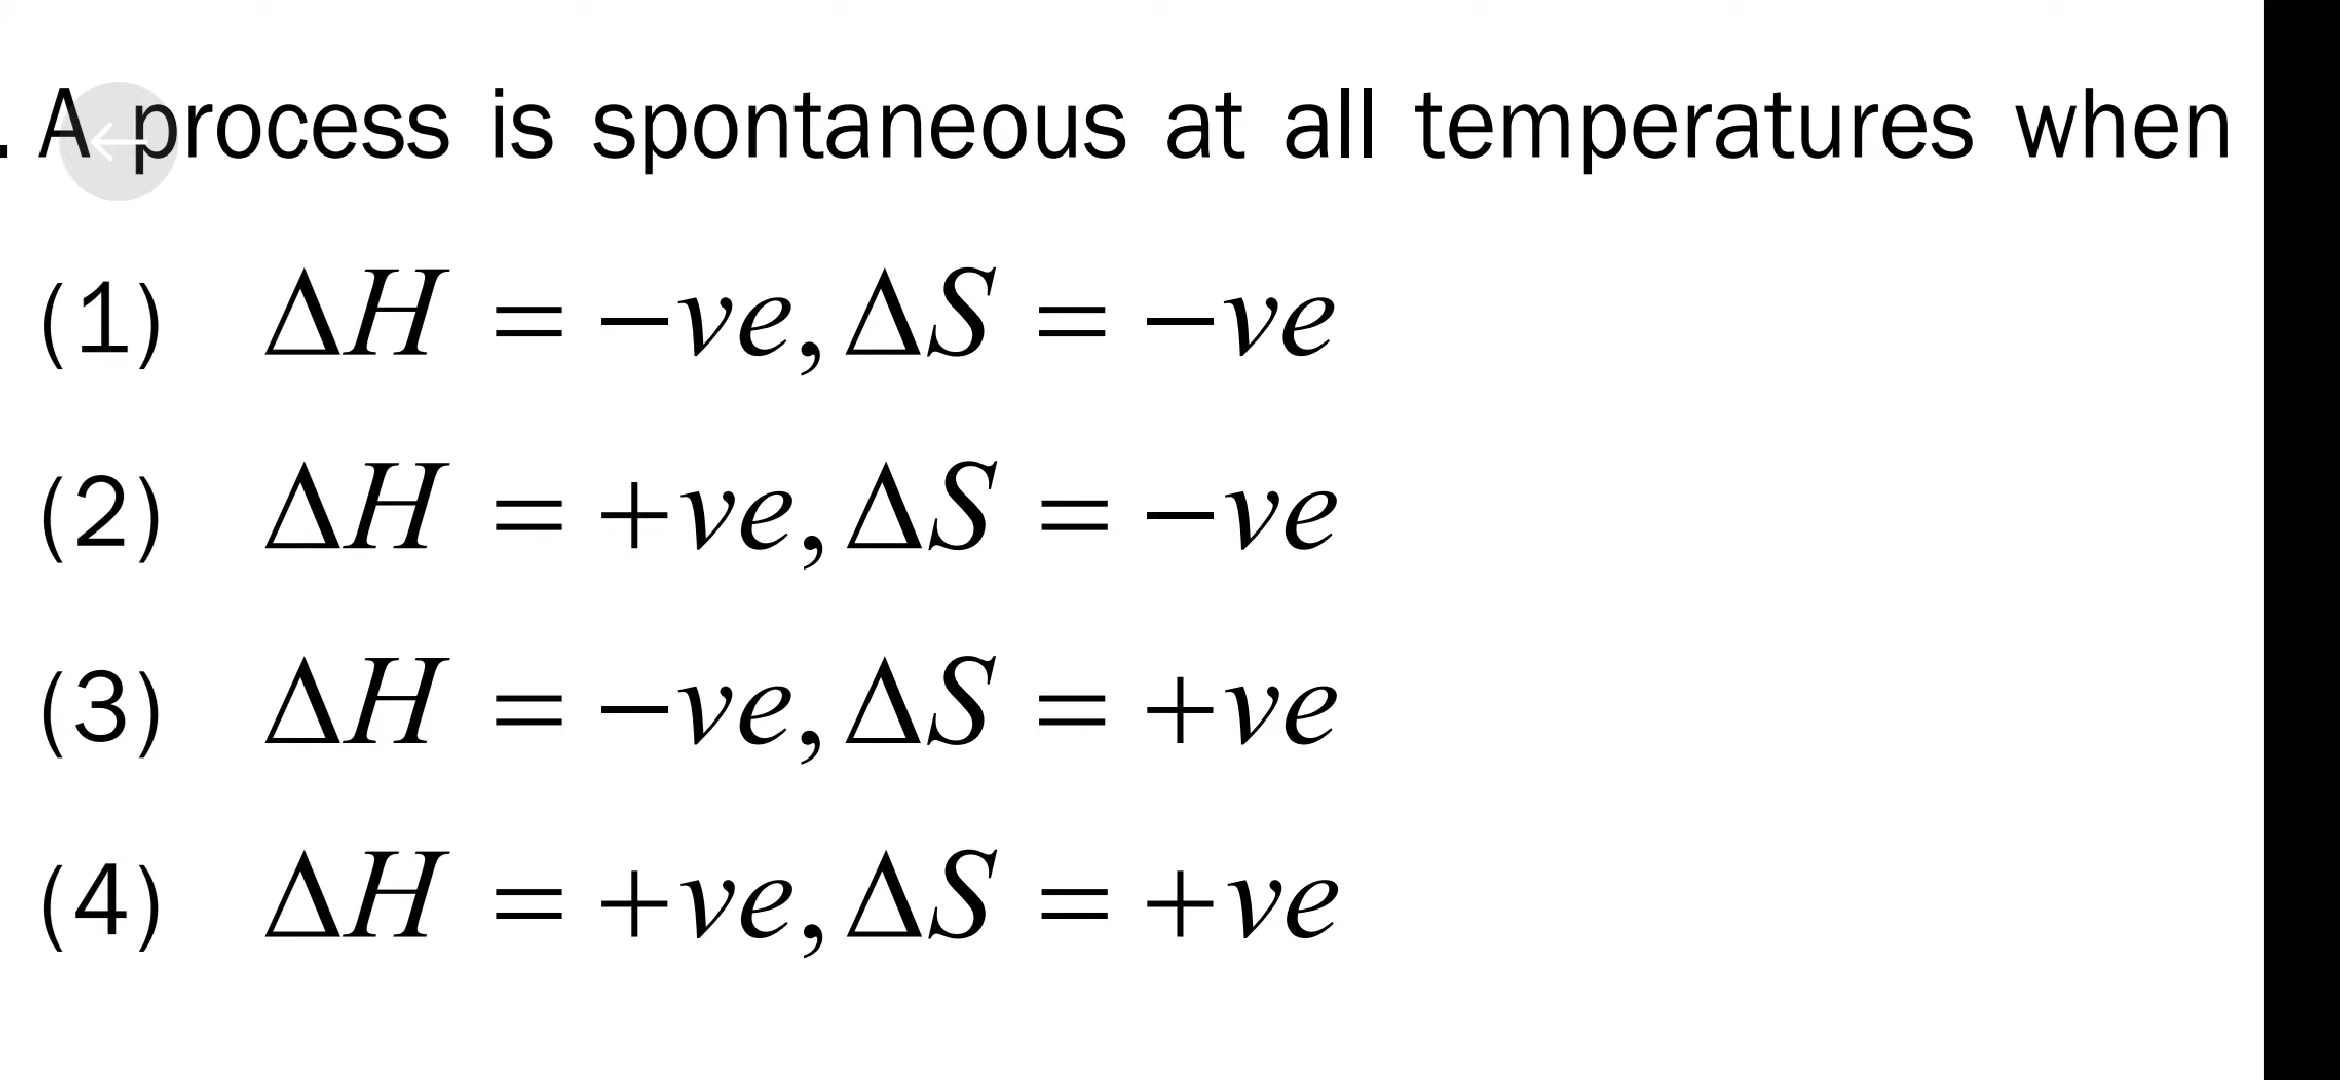 . A process is spontaneous at all temperatures when
(1) ΔH = −ve, ΔS = −ve
(2) ΔH = +ve, ΔS = −ve
(3) ΔH = −ve, ΔS = +ve
(4) ΔH = +ve, ΔS = +ve